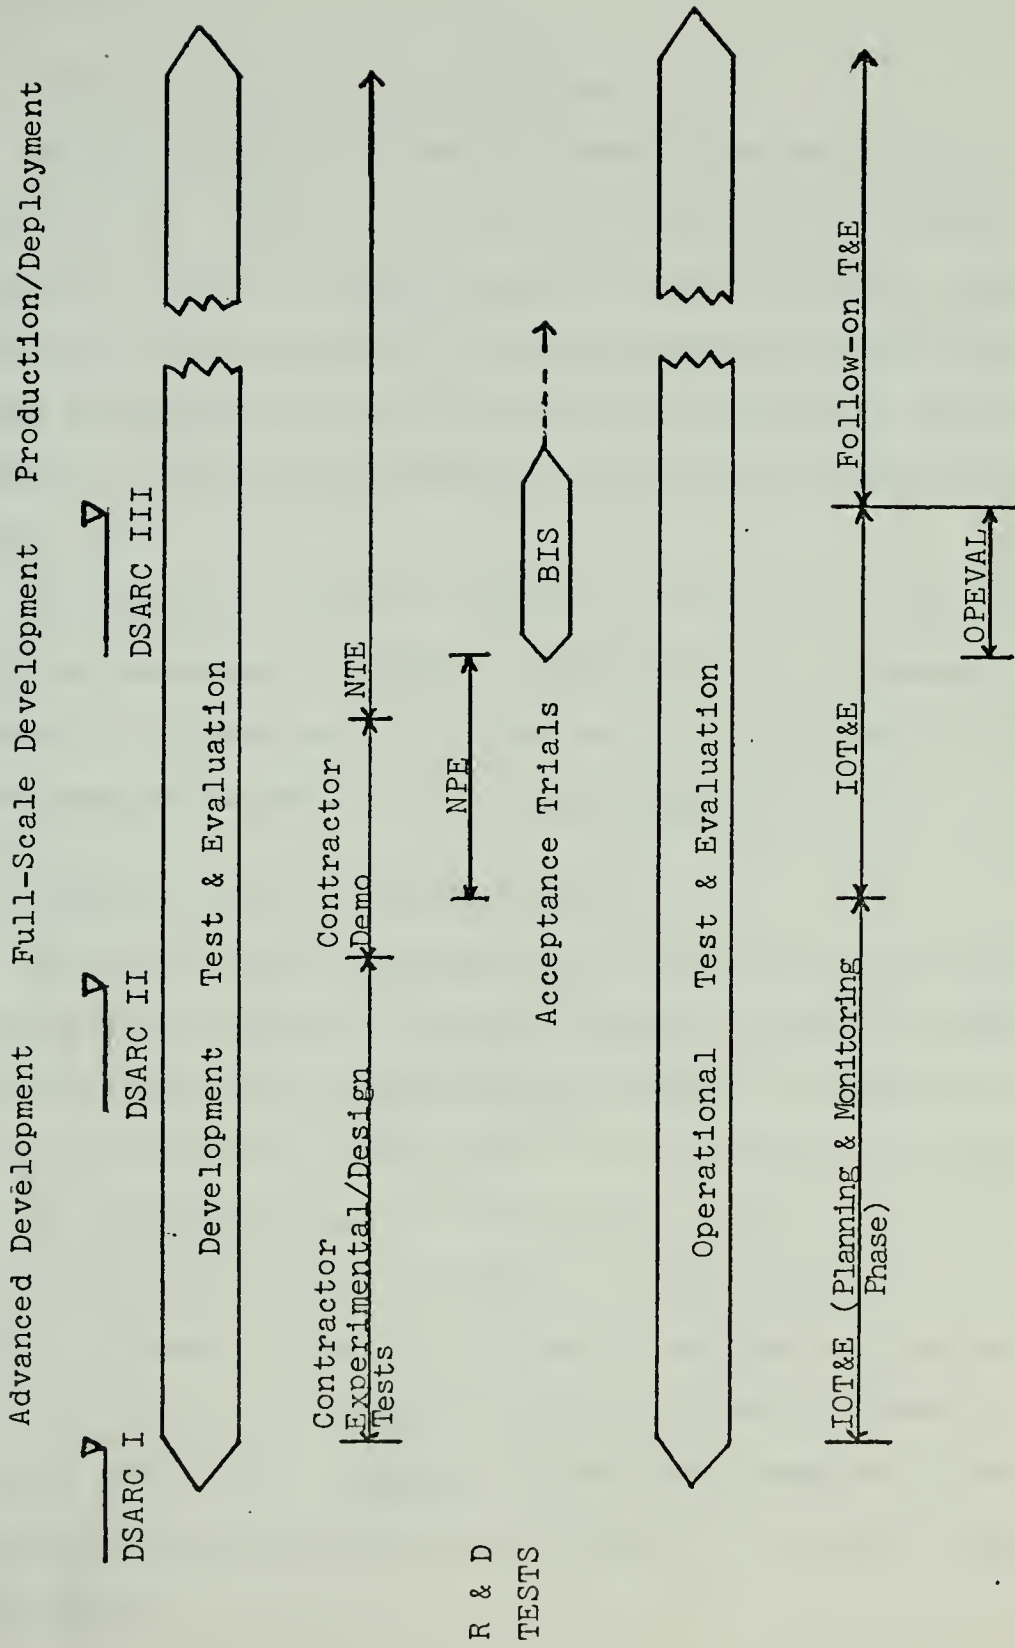 Advanced Development Full-Scale Development Production/Deployment
DSARC I DSARC II DSARC III
Development Test & Evaluation
Contractor
Experimental/Design
Tests
Contractor
Demo
NTE
R & D
TESTS
NPE
Acceptance Trials
BIS
Operational Test & Evaluation
IOT&E (Planning & Monitoring
Phase)
IOT&E
Follow-on T&E
OPEVAL